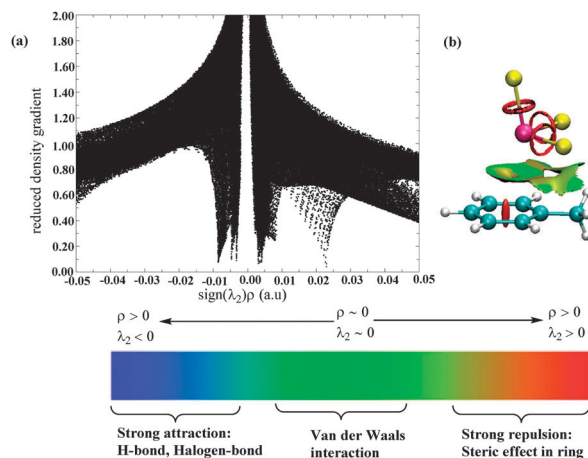 (a)
(b)
reduced density gradient
2.00
1.80
1.60
1.40
1.20
1.00
0.80
0.60
0.40
0.20
0.00
-0.05 -0.04 -0.03 -0.02 -0.01 0.00 0.01 0.02 0.03 0.04 0.05
sign(λ₂)ρ (a.u)
ρ > 0 ρ ~ 0 ρ > 0
λ₂ < 0 λ₂ ~ 0 λ₂ > 0
Strong attraction:
H-bond, Halogen-bond
Van der Waals
interaction
Strong repulsion:
Steric effect in ring